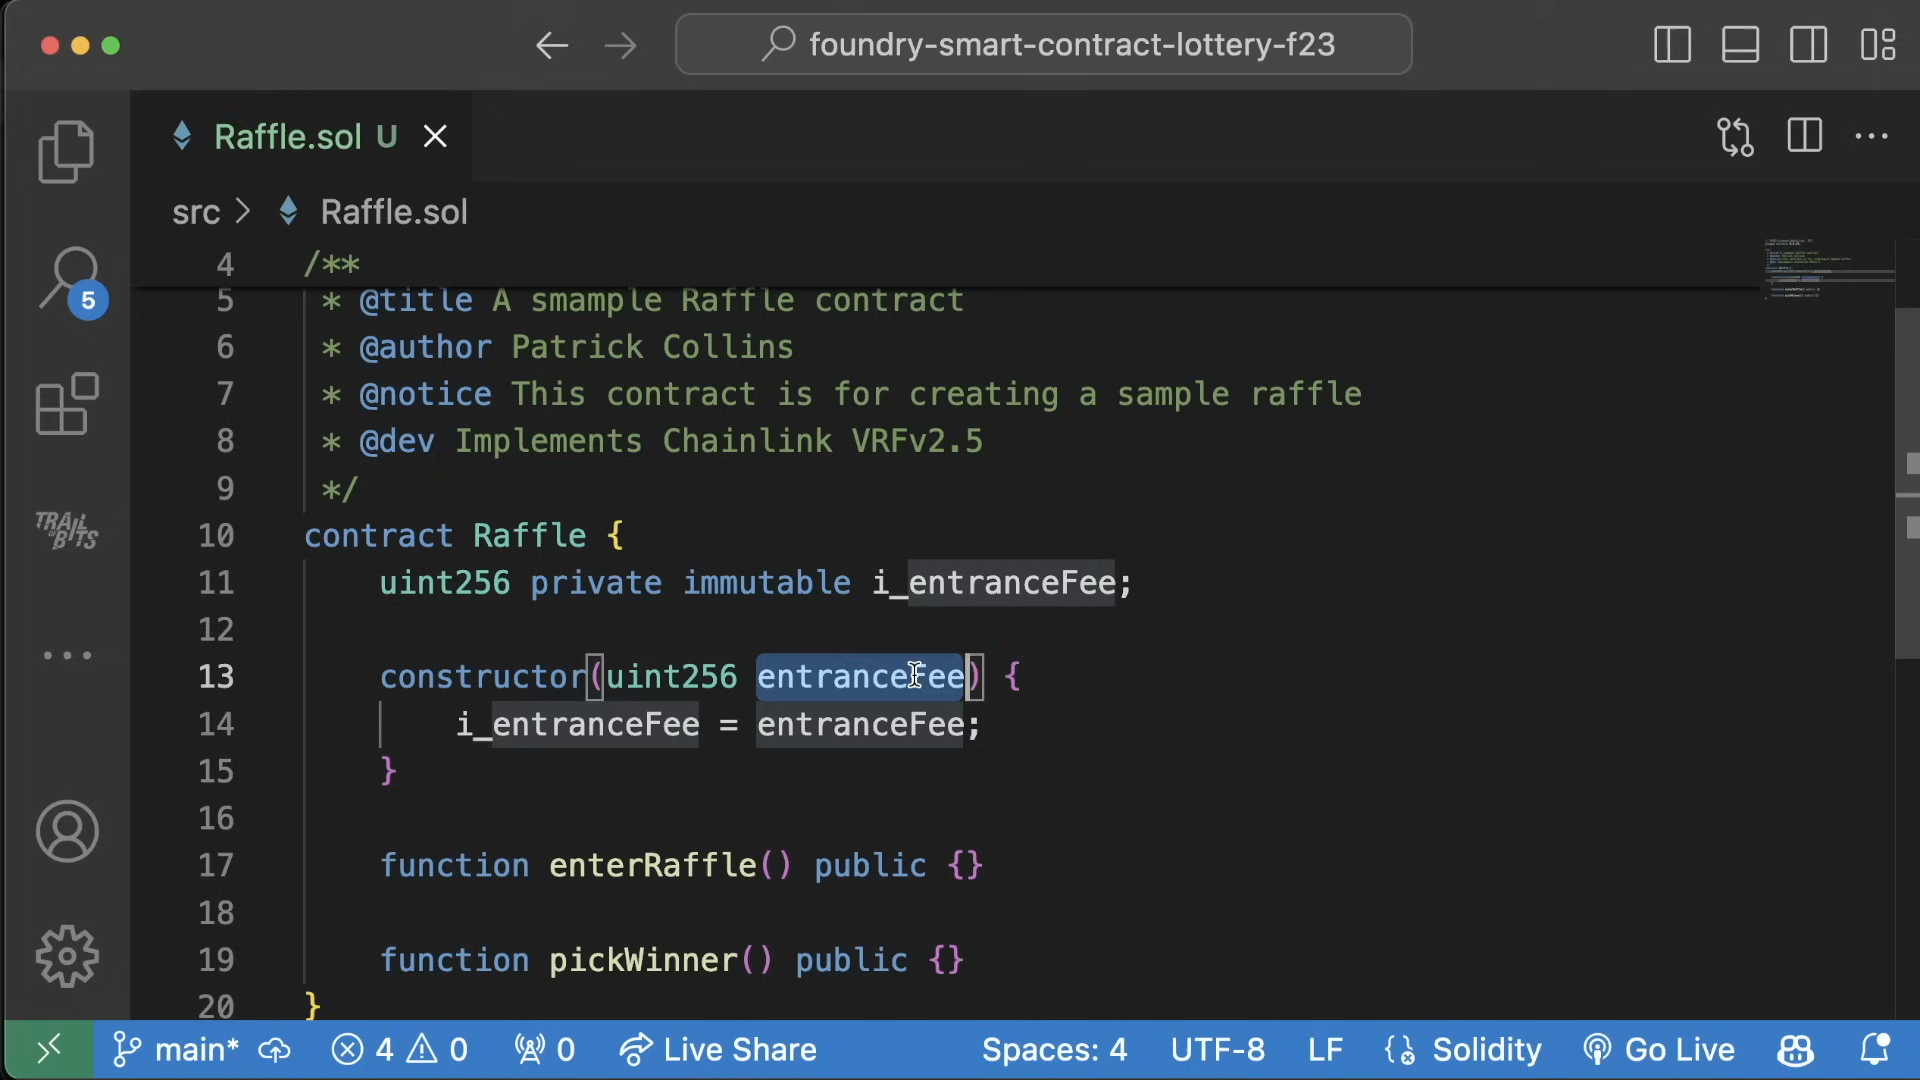 foundry-smart-contract-lottery-f23
Raffle.sol U
src > Raffle.sol
5
TRAIL OF BITS
4 /**
5 * @title A smample Raffle contract
6 * @author Patrick Collins
7 * @notice This contract is for creating a sample raffle
8 * @dev Implements Chainlink VRFv2.5
9 */
10 contract Raffle {
11 uint256 private immutable i_entranceFee;
12
13 constructor(uint256 entranceFee) {
14 i_entranceFee = entranceFee;
15 }
16
17 function enterRaffle() public {}
18
19 function pickWinner() public {}
20 }
main* 4 0 0 Live Share Spaces: 4 UTF-8 LF Solidity Go Live